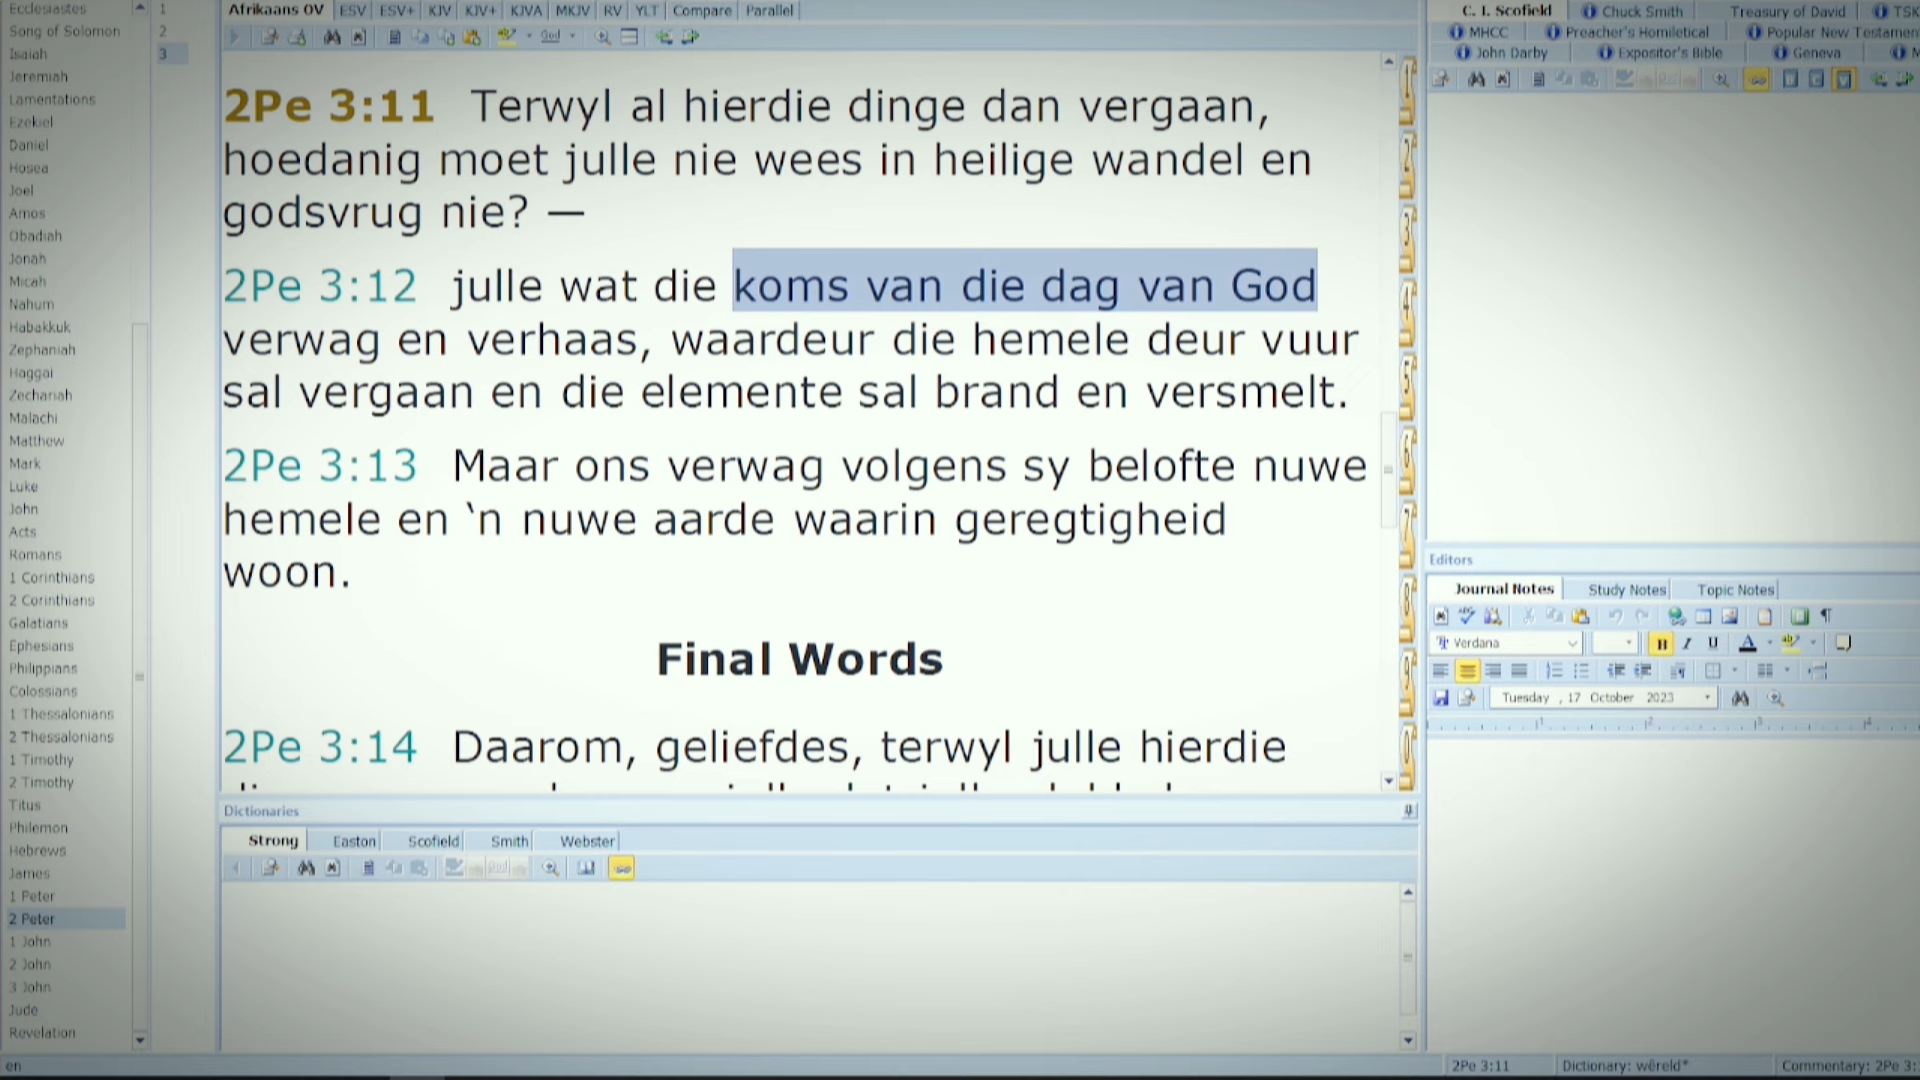 Ecclesiastes
Song of Solomon
Isaiah
Jeremiah
Lamentations
Ezekiel
Daniel
Hosea
Joel
Amos
Obadiah
Jonah
Micah
Nahum
Habakkuk
Zephaniah
Haggai
Zechariah
Malachi
Matthew
Mark
Luke
John
Acts
Romans
1 Corinthians
2 Corinthians
Galatians
Ephesians
Philippians
Colossians
1 Thessalonians
2 Thessalonians
1 Timothy
2 Timothy
Titus
Philemon
Hebrews
James
1 Peter
2 Peter
1 John
2 John
3 John
Jude
Revelation
1
2
3
Afrikaans OV ESV ESV+ KJV KJV+ KJVA MKJV RV YLT Compare Parallel
2Pe 3:11 Terwyl al hierdie dinge dan vergaan,
hoedanig moet julle nie wees in heilige wandel en
godsvrug nie? —
2Pe 3:12 julle wat die koms van die dag van God
verwag en verhaas, waardeur die hemele deur vuur
sal vergaan en die elemente sal brand en versmelt.
2Pe 3:13 Maar ons verwag volgens sy belofte nuwe
hemele en ‵n nuwe aarde waarin geregtigheid
woon.
Final Words
2Pe 3:14 Daarom, geliefdes, terwyl julle hierdie
Dictionaries
Strong Easton Scofield Smith Webster
C. I. Scofield Chuck Smith Treasury of David TSK
MHCC Preacher's Homiletical Popular New Testamen
John Darby Expositor's Bible Geneva
Editors
Journal Notes Study Notes Topic Notes
Verdana
Tuesday , 17 October 2023
en
2Pe 3:11 Dictionary: wêreld* Commentary: 2Pe 3: